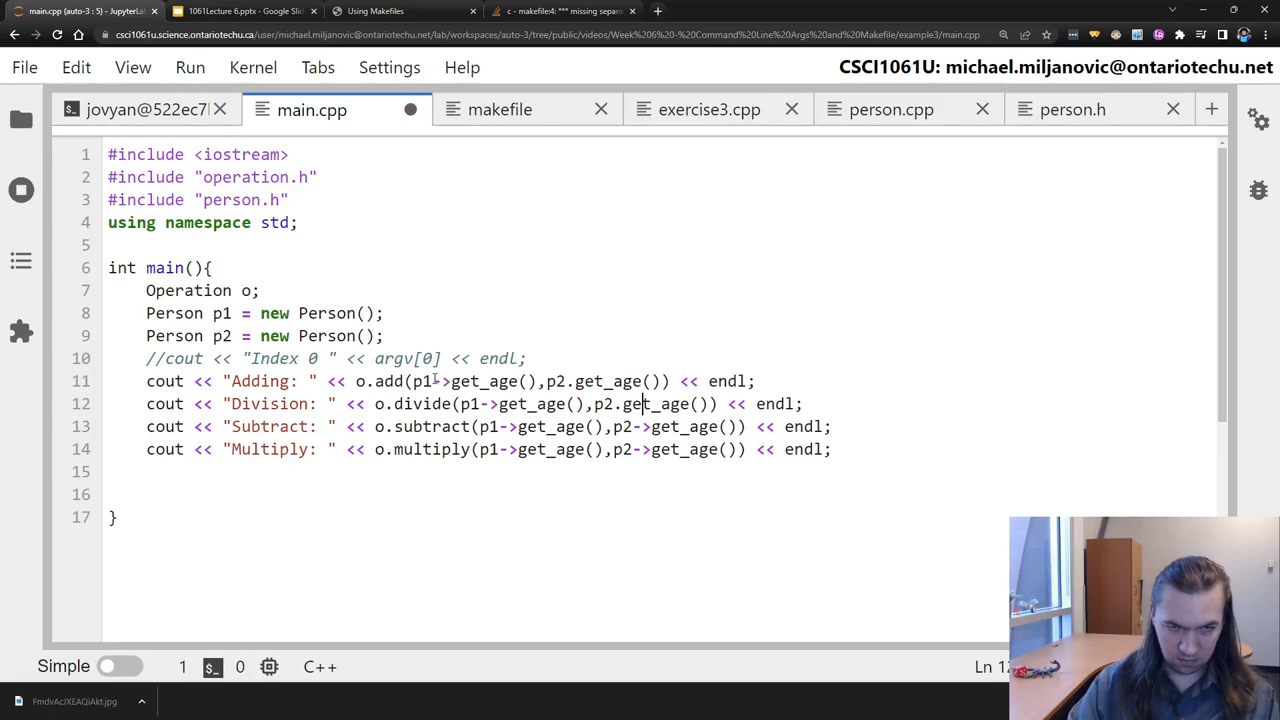 main.cpp (auto-3 : 5) - JupyterLab
1061Lecture 6.pptx - Google Slid
Using Makefiles
c - makefile:4: *** missing separa
csci1061u.science.ontariotechu.ca/user/michael.miljanovic@ontariotechu.net/lab/workspaces/auto-3/tree/public/videos/Week%206%20-%20Command%20Line%20Args%20and%20Makefile/example3/main.cpp
File Edit View Run Kernel Tabs Settings Help CSCI1061U: michael.miljanovic@ontariotechu.net
jovyan@522ec7l main.cpp makefile exercise3.cpp person.cpp person.h
1 #include <iostream>
2 #include "operation.h"
3 #include "person.h"
4 using namespace std;
5
6 int main(){
7 Operation o;
8 Person p1 = new Person();
9 Person p2 = new Person();
10 //cout << "Index 0 " << argv[0] << endl;
11 cout << "Adding: " << o.add(p1->get_age(),p2.get_age()) << endl;
12 cout << "Division: " << o.divide(p1->get_age(),p2.get_age()) << endl;
13 cout << "Subtract: " << o.subtract(p1->get_age(),p2->get_age()) << endl;
14 cout << "Multiply: " << o.multiply(p1->get_age(),p2->get_age()) << endl;
15
16
17 }
Simple 1 0 C++ Ln 12
FmdvAcJXEAQiAkt.jpg